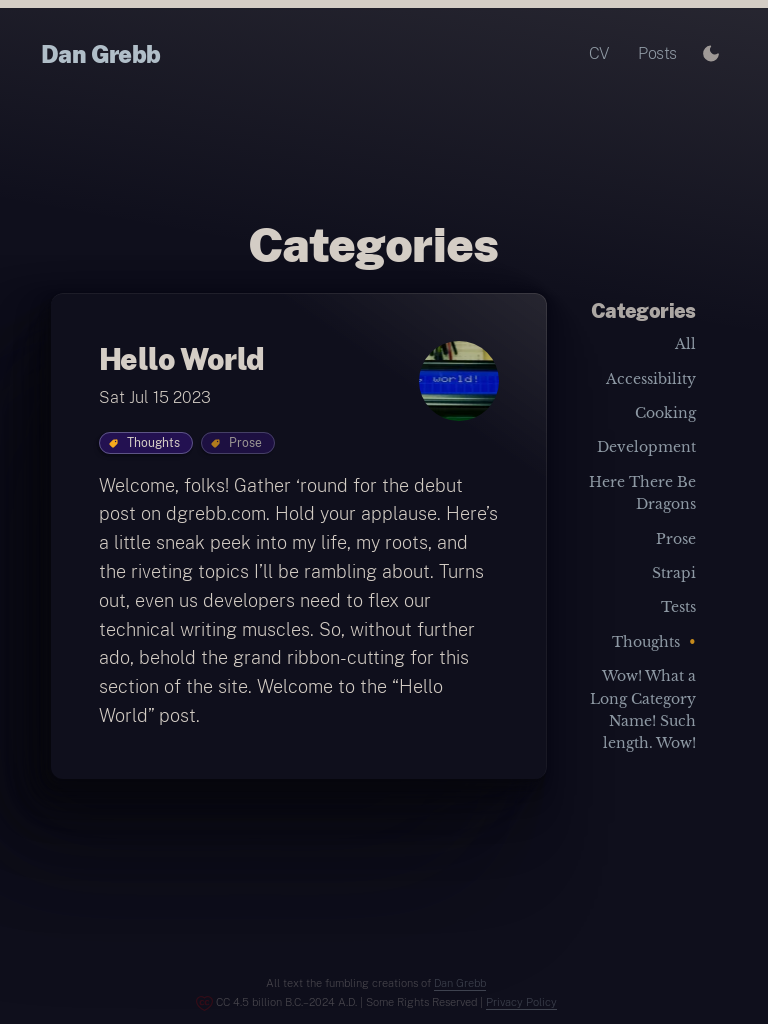 Dan Grebb
CV Posts
Categories
Hello World
Sat Jul 15 2023
world!
Thoughts Prose
Welcome, folks! Gather ‘round for the debut
post on dgrebb.com. Hold your applause. Here’s
a little sneak peek into my life, my roots, and
the riveting topics I’ll be rambling about. Turns
out, even us developers need to flex our
technical writing muscles. So, without further
ado, behold the grand ribbon-cutting for this
section of the site. Welcome to the “Hello
World” post.
Categories
All
Accessibility
Cooking
Development
Here There Be
Dragons
Prose
Strapi
Tests
Thoughts •
Wow! What a
Long Category
Name! Such
length. Wow!
All text the fumbling creations of Dan Grebb
CC 4.5 billion B.C.–2024 A.D. | Some Rights Reserved | Privacy Policy